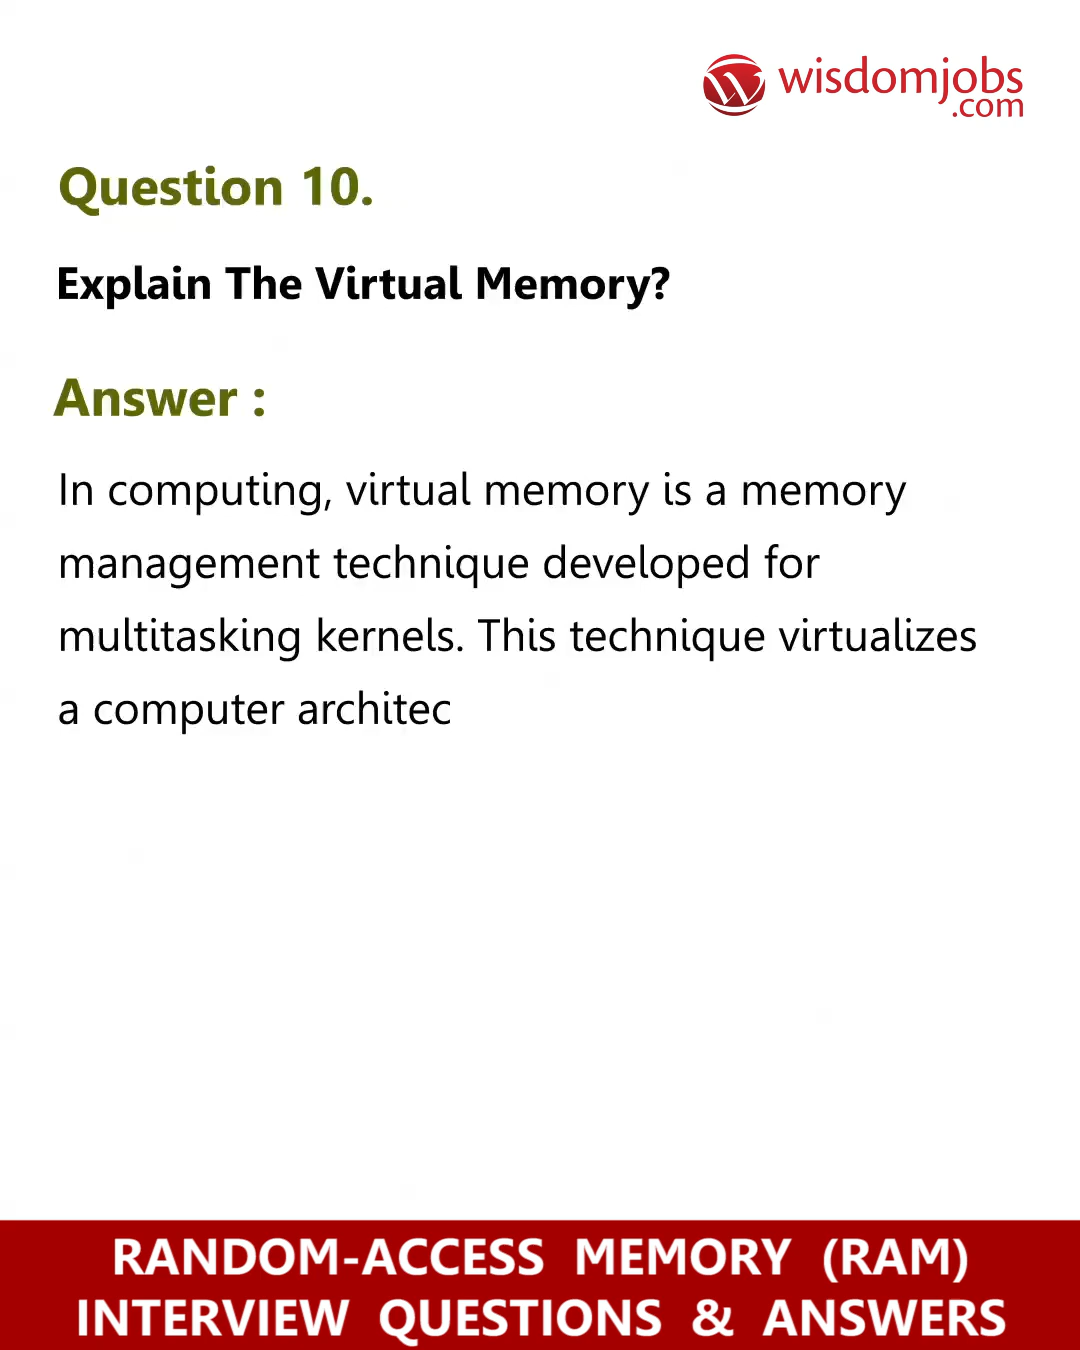 wisdomjobs
.com
Question 10.
Explain The Virtual Memory?
Answer :
In computing, virtual memory is a memory
management technique developed for
multitasking kernels. This technique virtualizes
a computer architec
RANDOM-ACCESS MEMORY (RAM)
INTERVIEW QUESTIONS & ANSWERS